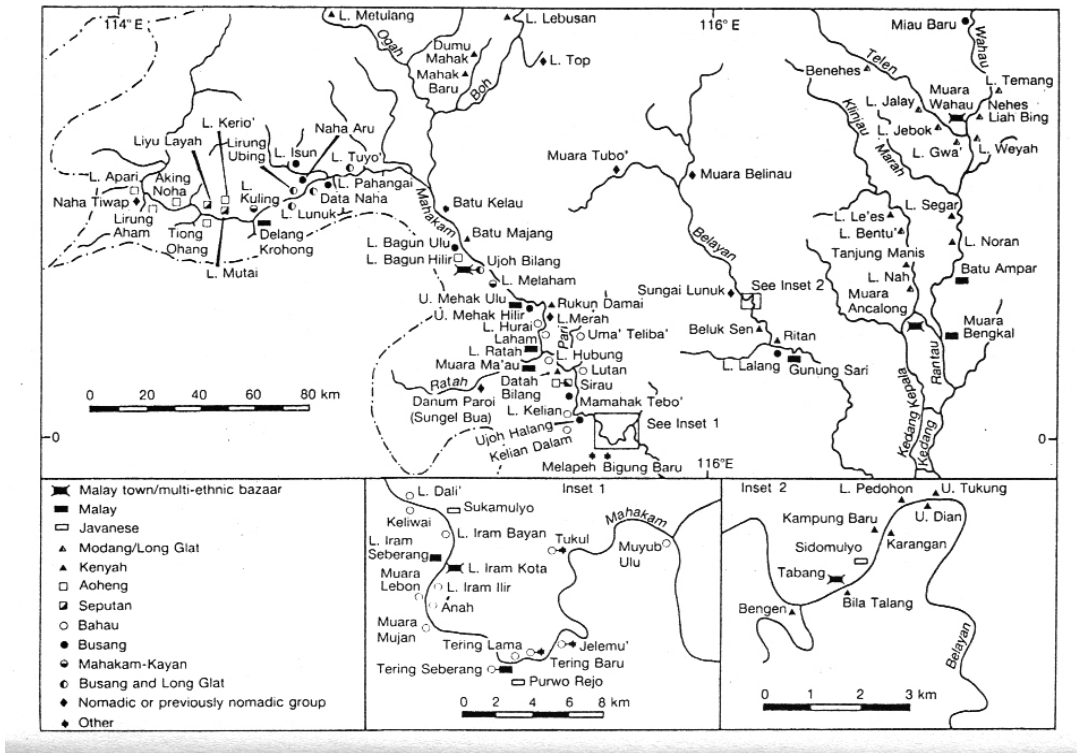 114°E
L. Metulang
L. Lebusan
116°E
Miau Baru
Ogah
Dumu
Mahak
Mahak
Baru
Boh
L. Top
Telen
Wahau
Benehes
L. Temang
Muara
Wahau
Nehes
Liah Bing
L. Jalay
L. Jebok
L. Gwa'
L. Weyah
Klinjau
Marah
L. Kerio'
Naha Aru
Liyu Layah
Lirung
Ubing
L. Isun
L. Tuyo'
L. Apari
Aking
Noha
L.
Kuling
L. Pahangai
Data Naha
Naha Tiwap
L. Lunuk
Lirung
Aham
Tiong
Ohang
Delang
Krohong
L. Mutai
Mahakam
Muara Tubo'
Muara Belinau
Batu Kelau
Batu Majang
L. Bagun Ulu
L. Bagun Hilir
Ujoh Bilang
L. Melaham
Belayan
L. Segar
L. Le'es
L. Bentu'
L. Noran
Tanjung Manis
Batu Ampar
L. Nah
Muara
Ancalong
Sungai Lunuk
See Inset 2
U. Mehak Ulu
U. Mehak Hilir
Rukun Damai
L. Merah
L. Hurai
Laham
Pari
Uma' Teliba'
Beluk Sen
Ritan
Muara
Bengkal
L. Ratah
L. Hubung
L. Lalang
Gunung Sari
Muara Ma'au
Lutan
Ratah
Datah
Bilang
Sirau
Rantau
0 20 40 60 80 km
Danum Paroi
(Sungel Bua)
Mamahak Tebo'
L. Kelian
Kedang Kepala
Kedang
0
Ujoh Halang
Kelian Dalam
See Inset 1
0
Melapeh
Bigung Baru
116°E
Malay town/multi-ethnic bazaar
Malay
Javanese
Modang/Long Glat
Kenyah
Aoheng
Seputan
Bahau
Busang
Mahakam-Kayan
Busang and Long Glat
Nomadic or previously nomadic group
Other
Inset 1
L. Dali'
Keliwai
Sukamulyo
L. Iram Bayan
L. Iram
Seberang
L. Iram Kota
Muara
Lebon
L. Iram Ilir
Anah
Muara
Mujan
Mahakam
Tukul
Muyub
Ulu
Tering Lama
Jelemu'
Tering Baru
Tering Seberang
Purwo Rejo
0 2 4 6 8 km
Inset 2
L. Pedohon
U. Tukung
Kampung Baru
U. Dian
Karangan
Sidomulyo
Tabang
Bila Talang
Bengen
Belayan
0 1 2 3 km